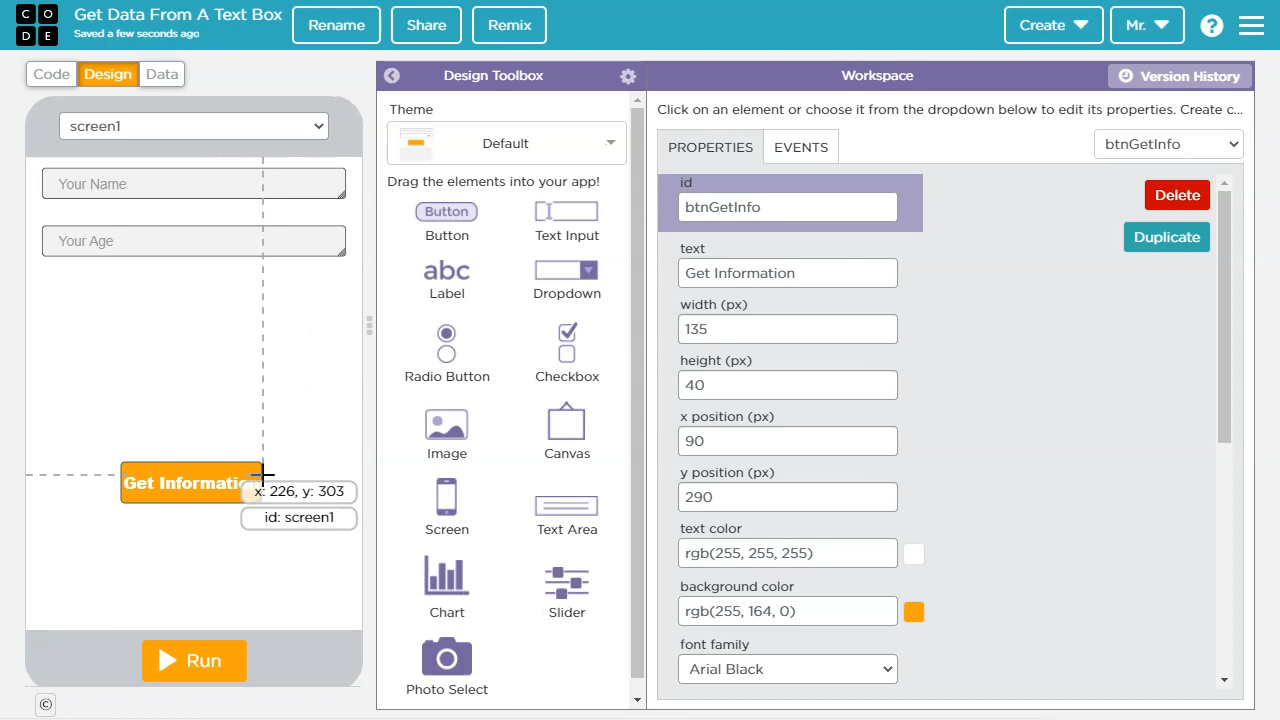 C O
D E
Get Data From A Text Box
Saved a few seconds ago
Rename
Share
Remix
Create
Mr.
?
Code
Design
Data
screen1
Your Name
Your Age
Get Informatio
x: 226, y: 303
id: screen1
Run
©
Design Toolbox
Theme
Default
Drag the elements into your app!
Button
Button
Text Input
abc
Label
Dropdown
Radio Button
Checkbox
Image
Canvas
Screen
Text Area
Chart
Slider
Photo Select
Workspace
Version History
Click on an element or choose it from the dropdown below to edit its properties. Create c...
PROPERTIES
EVENTS
btnGetInfo
id
btnGetInfo
Delete
Duplicate
text
Get Information
width (px)
135
height (px)
40
x position (px)
90
y position (px)
290
text color
rgb(255, 255, 255)
background color
rgb(255, 164, 0)
font family
Arial Black